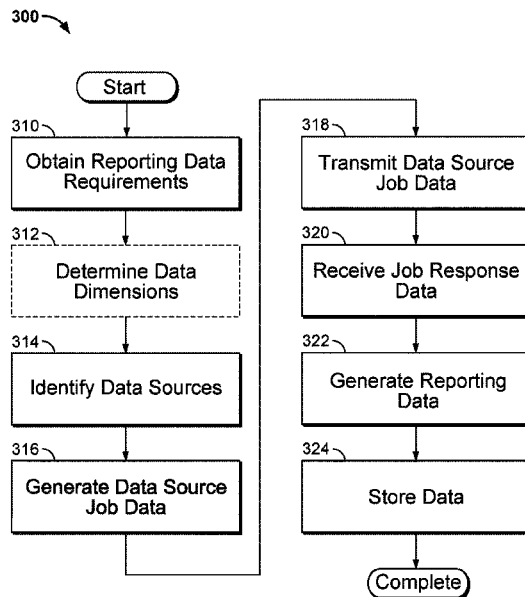 300
Start
310
Obtain Reporting Data
Requirements
312
Determine Data
Dimensions
314
Identify Data Sources
316
Generate Data Source
Job Data
318
Transmit Data Source
Job Data
320
Receive Job Response
Data
322
Generate Reporting
Data
324
Store Data
Complete